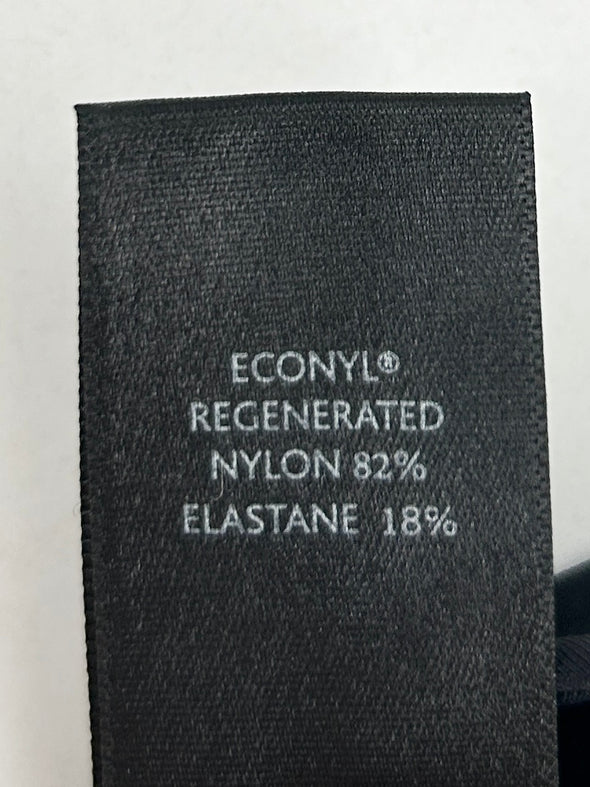 ECONYL®
REGENERATED
NYLON 82%
ELASTANE 18%